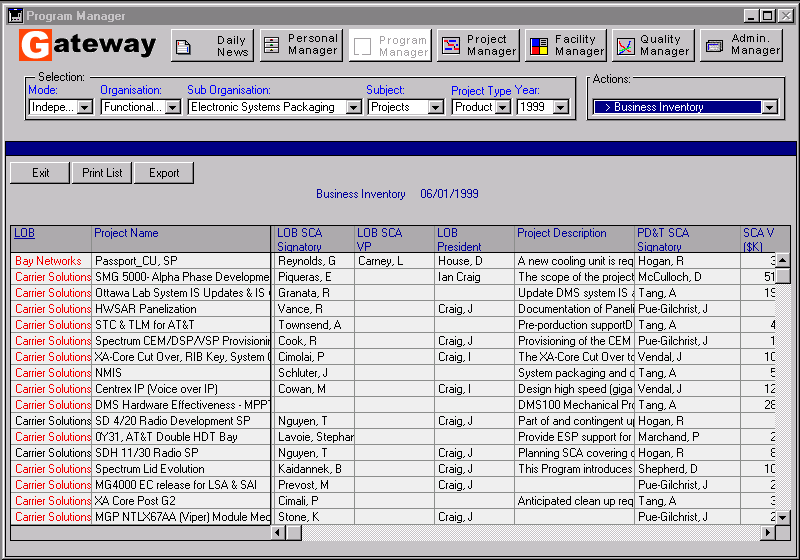 Program Manager
Gateway
Daily News
Personal Manager
Program Manager
Project Manager
Facility Manager
Quality Manager
Admin. Manager
Selection:
Mode: Organisation: Sub Organisation: Subject: Project Type Year:
Indepe... Functional... Electronic Systems Packaging Projects Product 1999
Actions:
> Business Inventory
Exit Print List Export
Business Inventory 06/01/1999
LOB Project Name LOB SCA Signatory LOB SCA VP LOB President Project Description PD&T SCA Signatory SCA V ($K)
Bay Networks Passport_CU, SP Reynolds, G Carney, L House, D A new cooling unit is requ Hogan, R 3
Carrier Solutions SMG 5000- Alpha Phase Developme Piqueras, E Ian Craig The scope of the project McCulloch, D 51
Carrier Solutions Ottawa Lab System IS Updates & IS Granata, R Update DMS system IS Tang, A 19
Carrier Solutions HWSAR Panelization Vance, R Craig, J Documentation of Paneli Pue-Gilchrist, J
Carrier Solutions STC & TLM for AT&T Townsend, A Pre-porduction supportD Tang, A 4
Carrier Solutions Spectrum CEM/DSP/VSP Provisionin Cook, R Craig, J Provisioning of the CEM Pue-Gilchrist, J 1
Carrier Solutions XA-Core Cut Over, RIB Key, System Cimolai, P Craig, I The XA-Core Cut Over to Vendal, J 10
Carrier Solutions NMIS Schluter, J System packaging and c Tang, A 5
Carrier Solutions Centrex IP (Voice over IP) Cowan, M Craig, I Design high speed (giga Vendal, J 12
Carrier Solutions DMS Hardware Effectiveness - MPPT DMS100 Mechanical Pro Tang, A 28
Carrier Solutions SD 4/20 Radio Development SP Nguyen, T Craig, J Part of and contingent up Hogan, R
Carrier Solutions 0Y31, AT&T Double HDT Bay Lavoie, Stephan Provide ESP support for Marchand, P 2
Carrier Solutions SDH 11/30 Radio SP Nguyen, T Craig, J Planning SCA covering Hogan, R 8
Carrier Solutions Spectrum Lid Evolution Kaidannek, B Craig, J This Program introduces Shepherd, D 10
Carrier Solutions MG4000 EC release for LSA & SAI Prevost, M Craig, J Pue-Gilchrist, J 2
Carrier Solutions XA Core Post G2 Cimali, P Anticipated clean up req Tang, A 3
Carrier Solutions MGP NTLX67AA (Viper) Module Mec Stone, K Craig, J Pue-Gilchrist, J 2